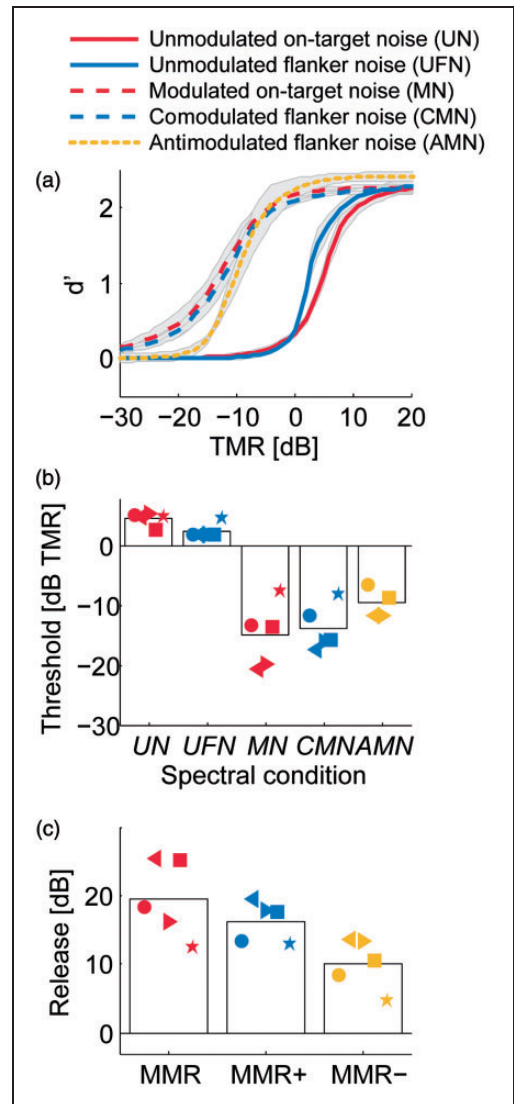 Unmodulated on-target noise (UN)
Unmodulated flanker noise (UFN)
Modulated on-target noise (MN)
Comodulated flanker noise (CMN)
Antimodulated flanker noise (AMN)
(a)
2
1
0
d'
−30 −20 −10 0 10 20
TMR [dB]
(b)
0
−10
−20
−30
Threshold [dB TMR]
UN UFN MN CMN AMN
Spectral condition
(c)
20
10
0
Release [dB]
MMR MMR+ MMR−